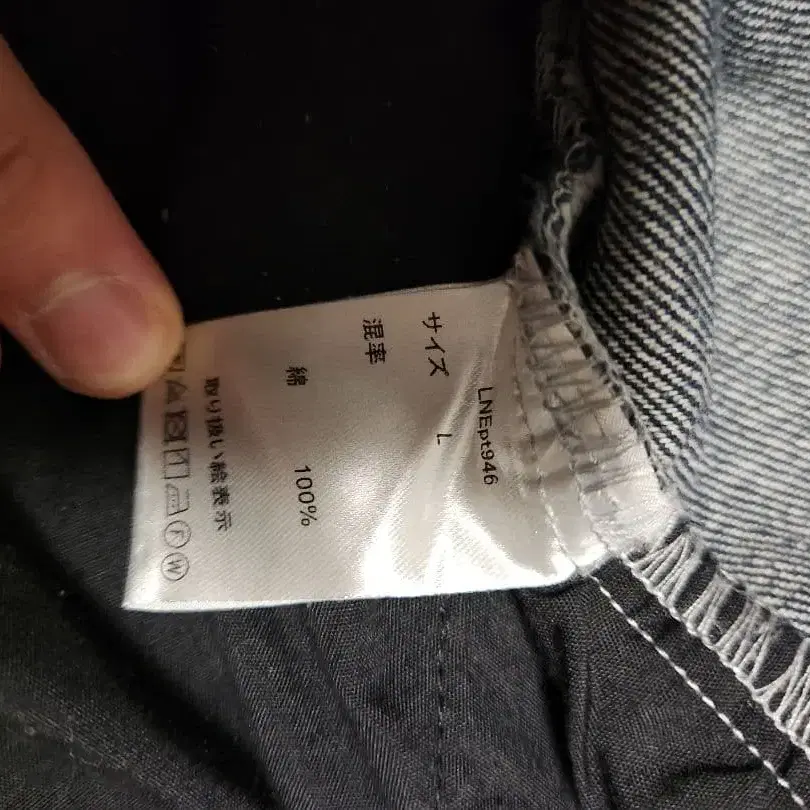 LNEpt946
サイズ L
混率
綿 100%
取り扱い絵表示
F W